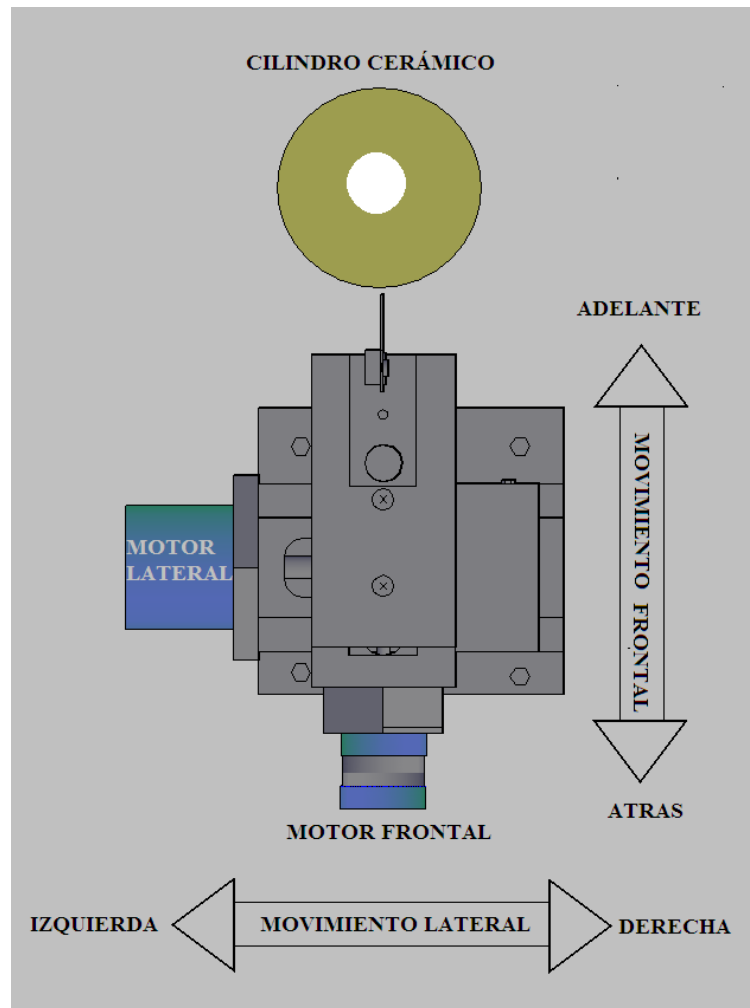 CILINDRO CERÁMICO
ADELANTE
MOVIMIENTO FRONTAL
MOTOR
LATERAL
ATRAS
MOTOR FRONTAL
IZQUIERDA
MOVIMIENTO LATERAL
DERECHA